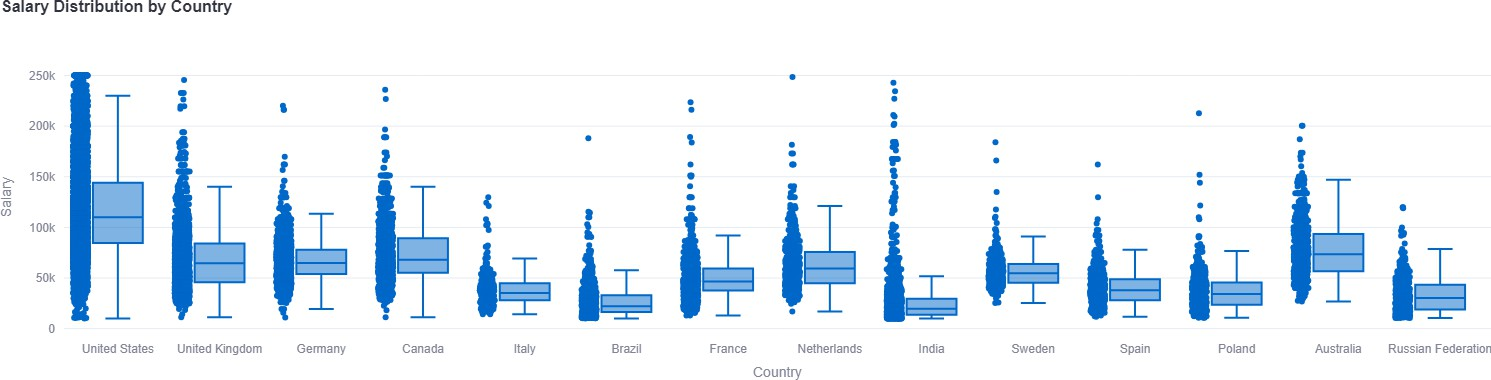 Salary Distribution by Country
250k
200k
150k
100k
50k
0
Salary
United States United Kingdom Germany Canada Italy Brazil France Netherlands India Sweden Spain Poland Australia Russian Federation
Country